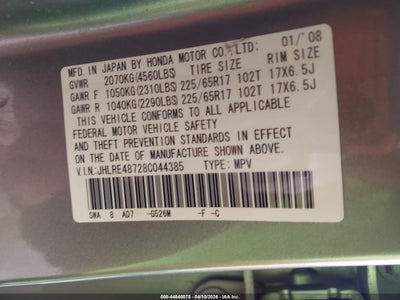 MFD. IN JAPAN BY HONDA MOTOR CO., LTD: 01/'08
GVWR 2070KG(4560LBS) TIRE SIZE RIM SIZE
GAWR F 1050KG(2310LBS) 225/65R17 102T 17X6.5J
GAWR R 1040KG(2290LBS) 225/65R17 102T 17X6.5J
THIS VEHICLE CONFORMS TO ALL APPLICABLE
FEDERAL MOTOR VEHICLE SAFETY
AND THEFT PREVENTION STANDARDS IN EFFECT
ON THE DATE OF MANUFACTURE SHOWN ABOVE.
V.I.N:JHLRE48728C044385 TYPE: MPV
SWA 8 AD7 -G526M -F -C
000-44840075 - 04/10/2026 - IAA, Inc.